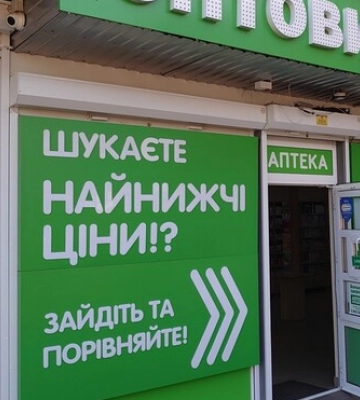 ШУКАЄТЕ
НАЙНИЖЧІ
ЦІНИ!?
ЗАЙДІТЬ ТА
ПОРІВНЯЙТЕ!
АПТЕКА